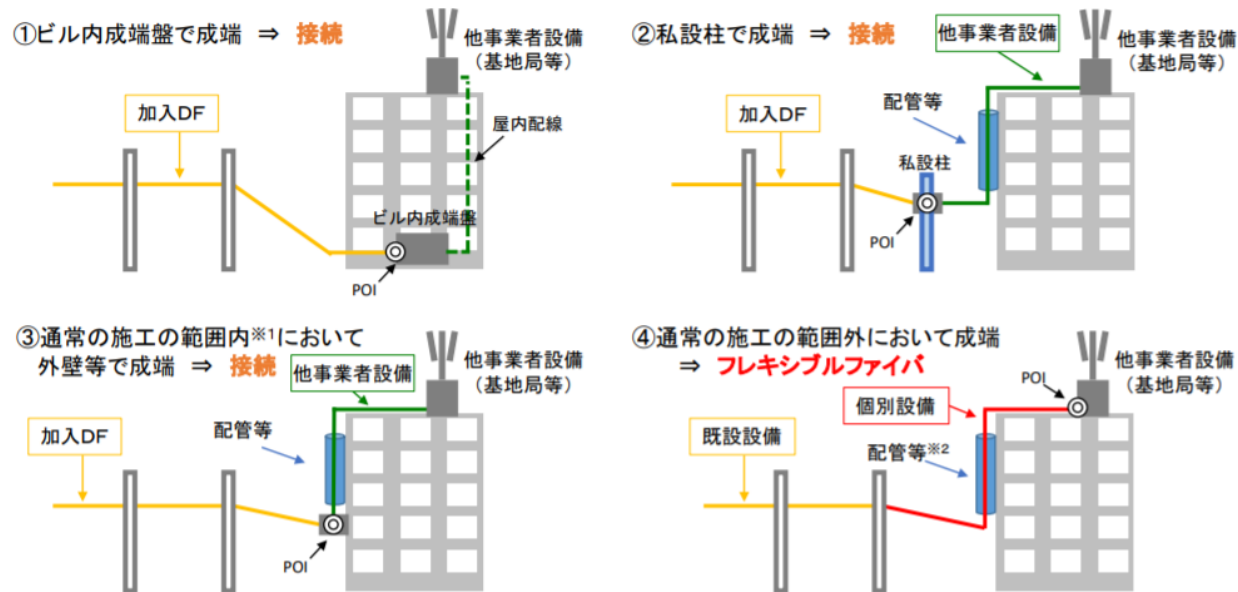 ①ビル内成端盤で成端 ⇒ 接続
他事業者設備
(基地局等)
加入DF
屋内配線
ビル内成端盤
POI
②私設柱で成端 ⇒ 接続
他事業者設備
他事業者設備
(基地局等)
配管等
加入DF
私設柱
POI
③通常の施工の範囲内※1において
外壁等で成端 ⇒ 接続
他事業者設備
他事業者設備
(基地局等)
加入DF
配管等
POI
④通常の施工の範囲外において成端
⇒ フレキシブルファイバ
POI
他事業者設備
(基地局等)
個別設備
既設設備
配管等※2